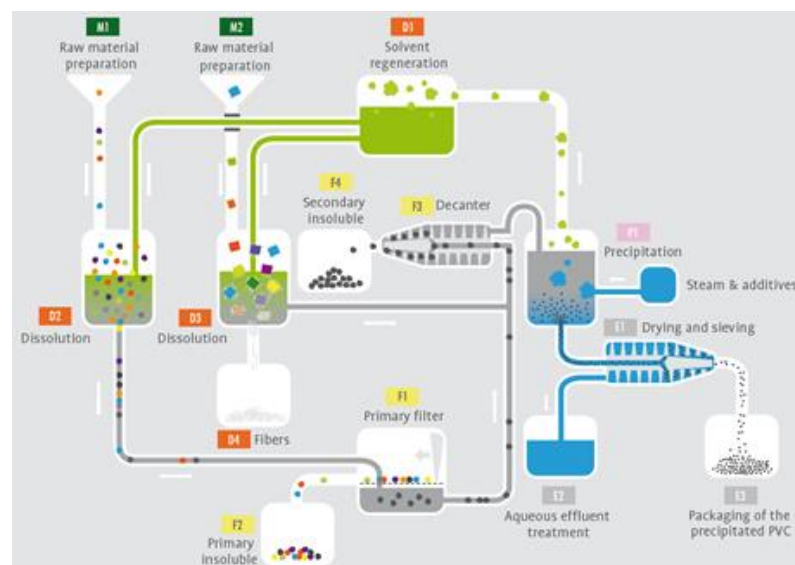 M1
Raw material
preparation
M2
Raw material
preparation
D1
Solvent
regeneration
F4
Secondary
insoluble
F3 Decanter
P1
Precipitation
Steam & additives
D2
Dissolution
D3
Dissolution
E1 Drying and sieving
F1
Primary filter
D4 Fibers
F2
Primary
insoluble
E2
Aqueous effluent
treatment
E3
Packaging of the
precipitated PVC